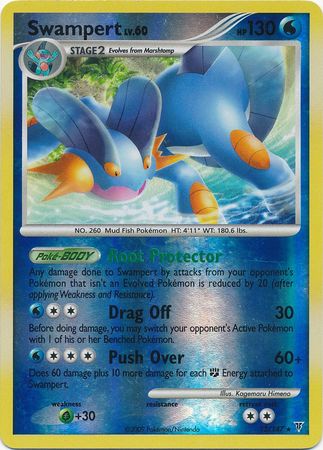 Swampert LV.60 HP 130
STAGE2 Evolves from Marshtomp
NO. 260 Mud Fish Pokémon HT: 4'11" WT: 180.6 lbs.
Poké-BODY Root Protector
Any damage done to Swampert by attacks from your opponent's
Pokémon that isn't an Evolved Pokémon is reduced by 20 (after
applying Weakness and Resistance).
Drag Off 30
Before doing damage, you may switch your opponent's Active Pokémon
with 1 of his or her Benched Pokémon.
Push Over 60+
Does 60 damage plus 10 more damage for each Energy attached to
Swampert.
Illus. Kagemaru Himeno
weakness resistance retreat cost
+30
©2009 Pokémon/Nintendo
/147